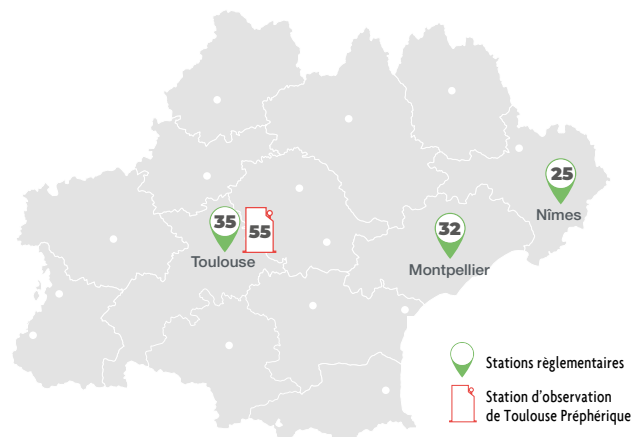 25
Nîmes
35
55
Toulouse
32
Montpellier
Stations règlementaires
Station d'observation
de Toulouse Préphérique